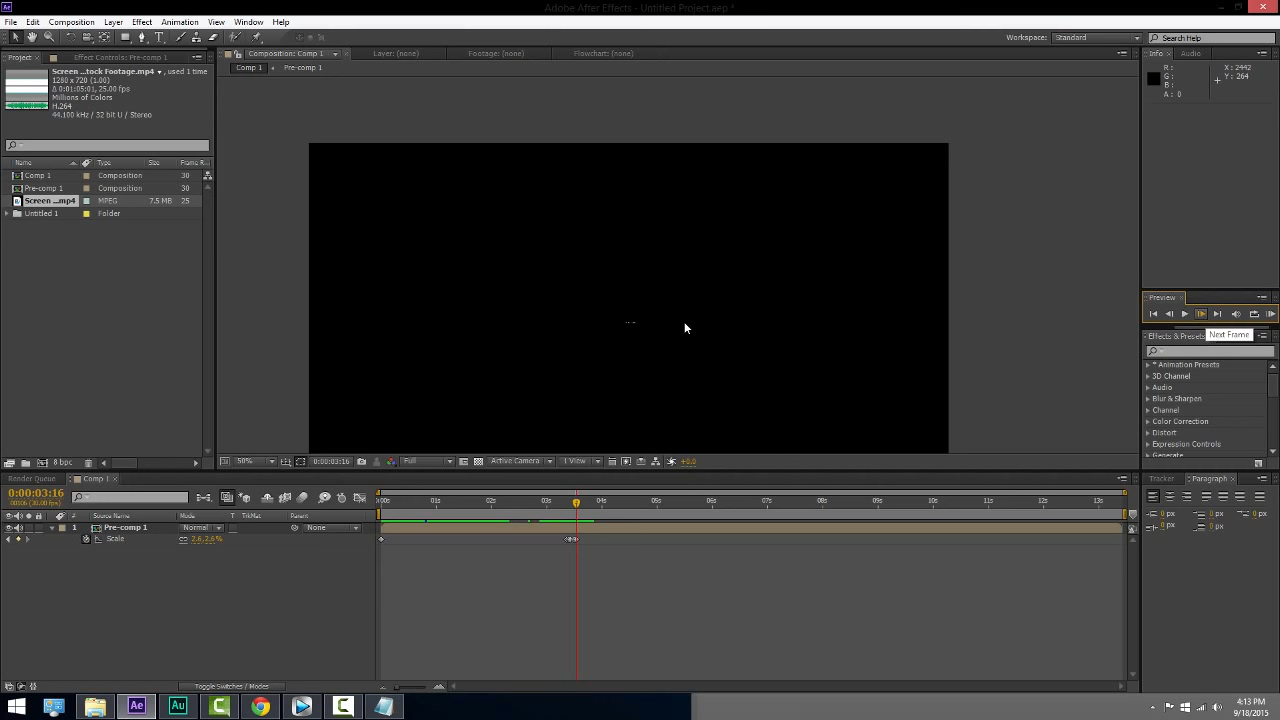 Adobe After Effects - Untitled Project.aep *
File Edit Composition Layer Effect Animation View Window Help
Workspace: Standard Search Help
Project Effect Controls: Pre-comp 1 Composition: Comp 1 Layer: (none) Footage: (none) Flowchart: (none) Info Audio
Comp 1 Pre-comp 1
Screen ...tock Footage.mp4 , used 1 time
1280 x 720 (1.00)
Δ 0:01:05:01, 25.00 fps
Millions of Colors
H.264
44.100 kHz / 32 bit U / Stereo
R :
G :
B :
A : 0
X : 2442
Y : 264
Name Type Size Frame R...
Comp 1 Composition 30
Pre-comp 1 Composition 30
Screen ...mp4 MPEG 7.5 MB 25
Untitled 1 Folder
Preview
Next Frame
Effects & Presets
* Animation Presets
3D Channel
Audio
Blur & Sharpen
Channel
Color Correction
Distort
Expression Controls
Generate
8 bpc
50% 0:00:03:16 Full Active Camera 1 View +0.0
Render Queue Comp 1
Tracker Paragraph
0:00:03:16
:00s 01s 02s 03s 04s 05s 06s 07s 08s 09s 10s 11s 12s 13s
Source Name Mode T TrkMat Parent
1 Pre-comp 1 Normal None
Scale 2.6,2.6%
0 px 0 px 0 px
0 px 0 px
Toggle Switches / Modes
4:13 PM
9/18/2015